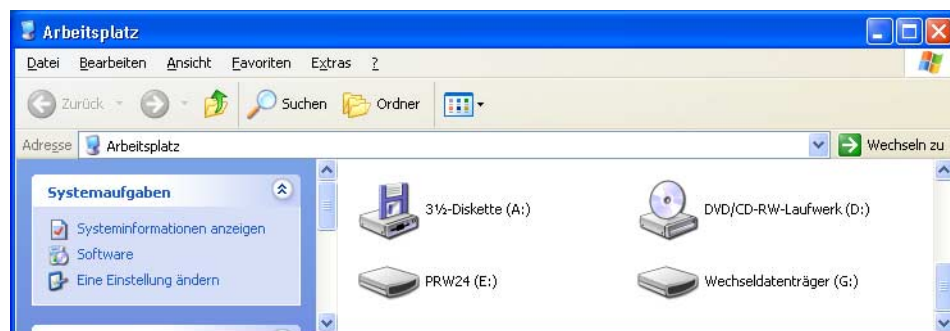 Arbeitsplatz
Datei Bearbeiten Ansicht Favoriten Extras ?
Zurück Suchen Ordner
Adresse Arbeitsplatz Wechseln zu
Systemaufgaben
Systeminformationen anzeigen
Software
Eine Einstellung ändern
3½-Diskette (A:) DVD/CD-RW-Laufwerk (D:)
PRW24 (E:) Wechseldatenträger (G:)